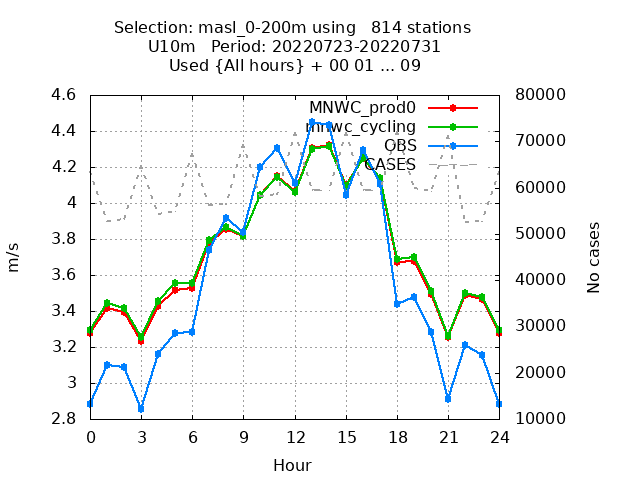 Selection: masl_0-200m using   814 stations
U10m   Period: 20220723-20220731
Used {All hours} + 00 01 ... 09
MNWC_prod0
mnwc_cycling
OBS
CASES
m/s
4.6
4.4
4.2
4
3.8
3.6
3.4
3.2
3
2.8
80000
70000
60000
50000
40000
30000
20000
10000
No cases
0 3 6 9 12 15 18 21 24
Hour